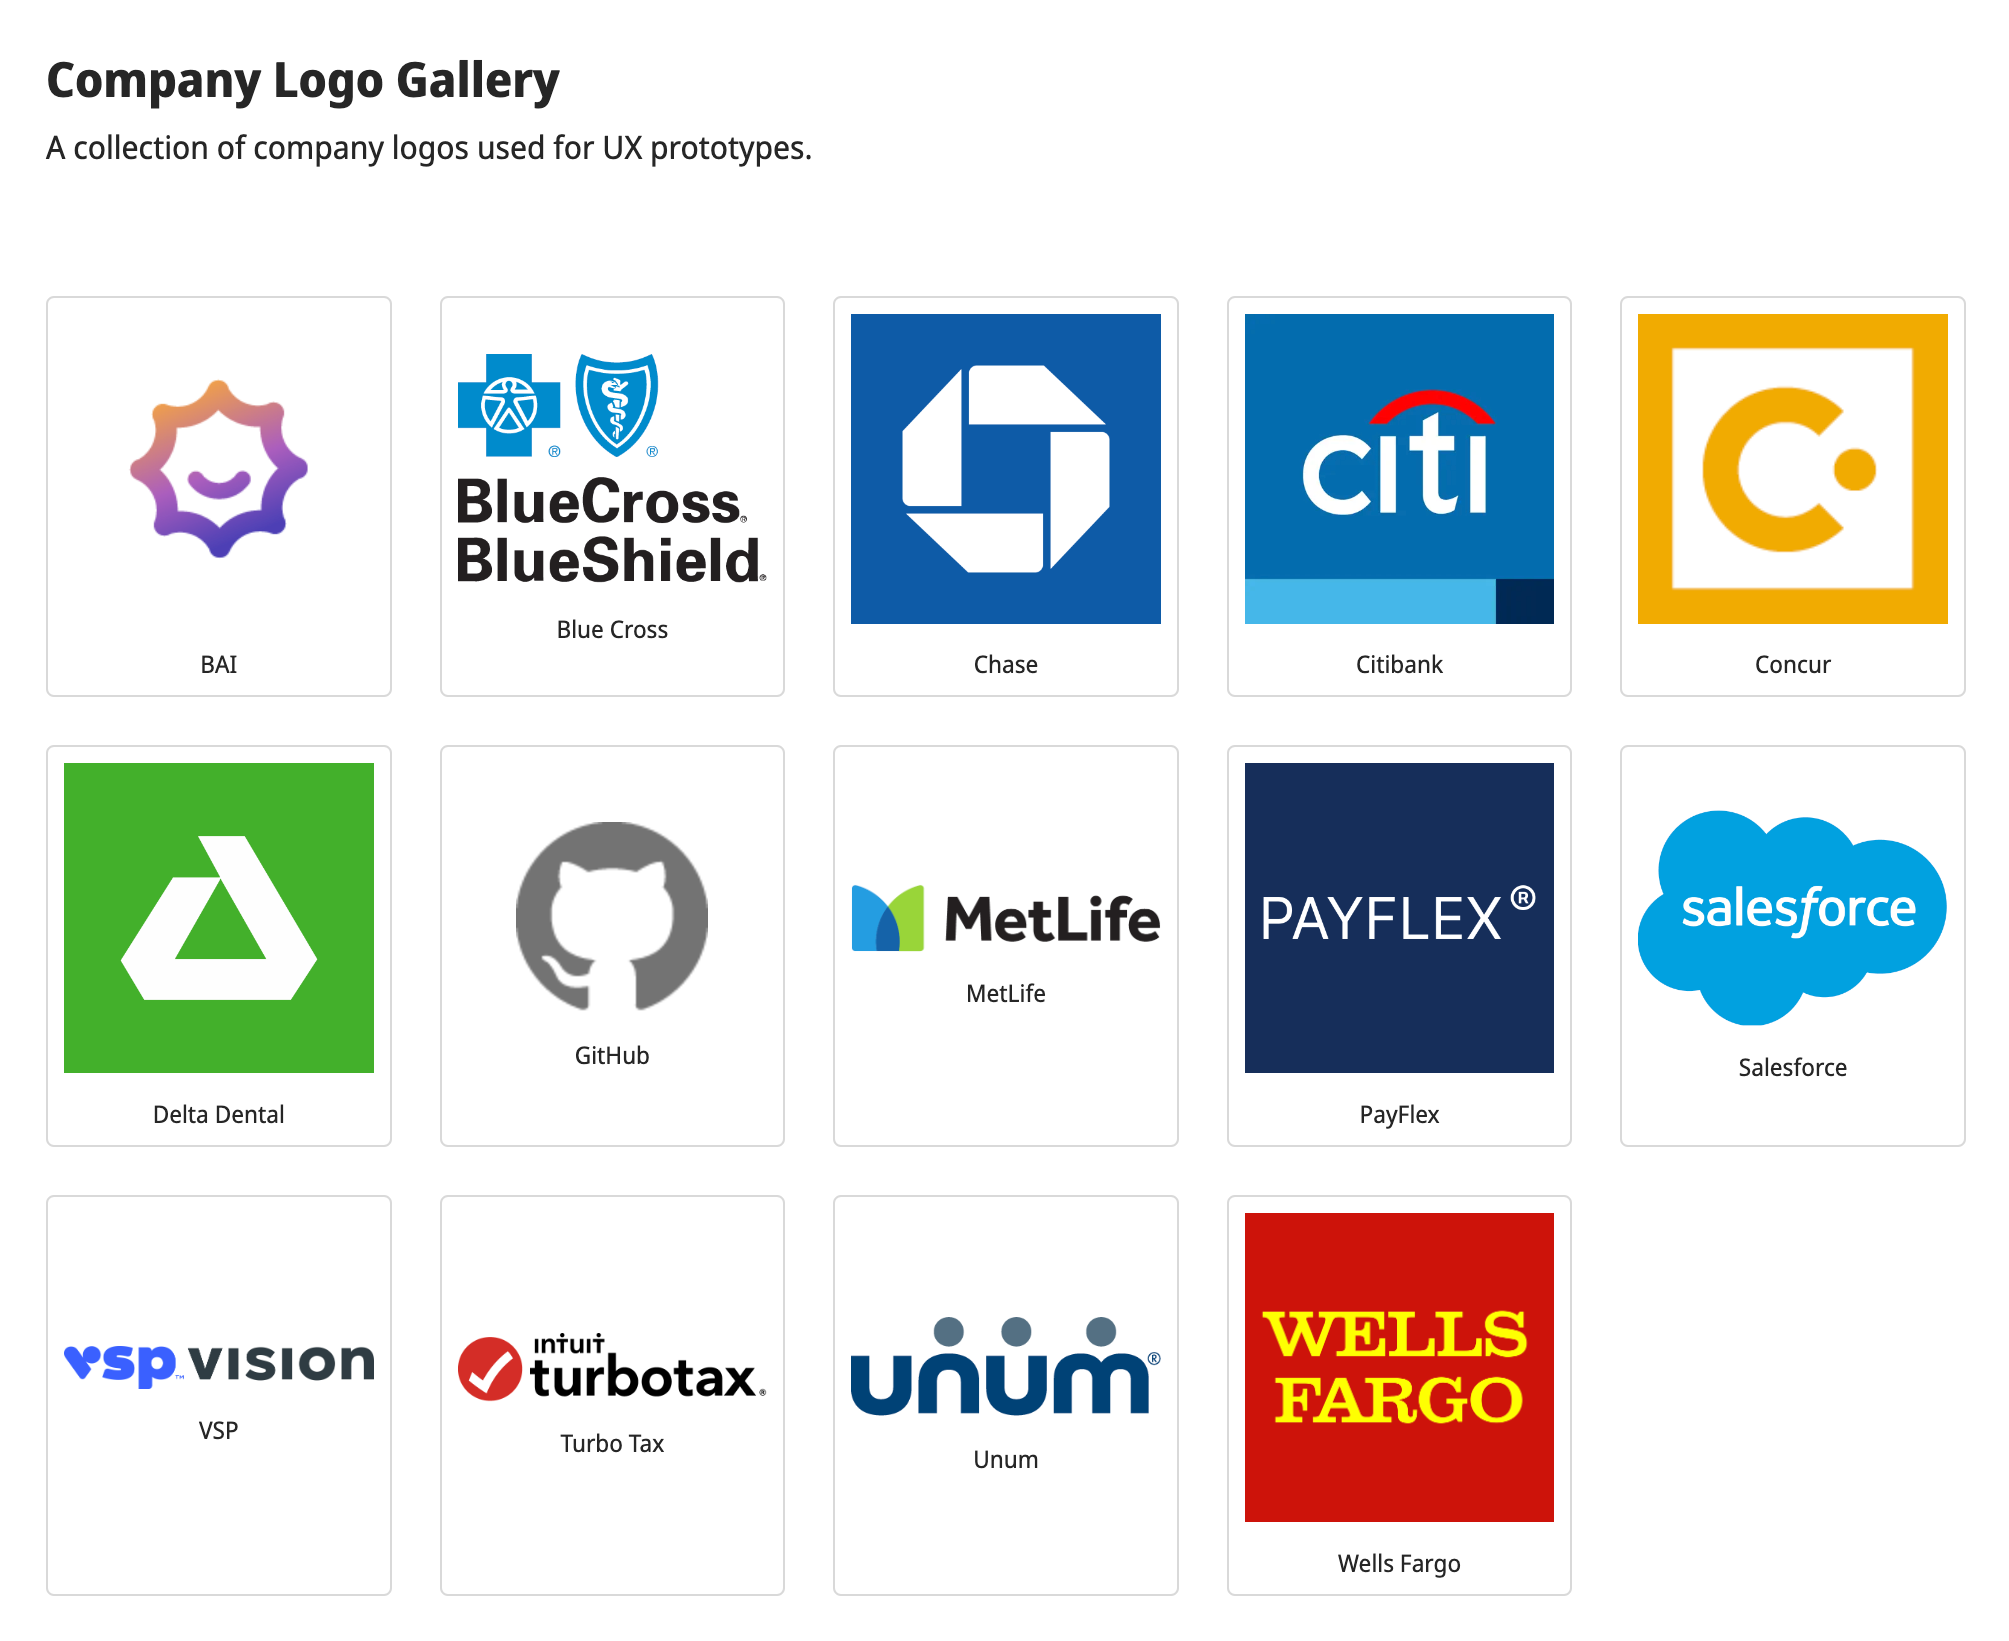 Company Logo Gallery
A collection of company logos used for UX prototypes.
® ®
BlueCross®
BlueShield®
citi
BAI
Blue Cross
Chase
Citibank
Concur
MetLife
PAYFLEX®
salesforce
Delta Dental
GitHub
MetLife
PayFlex
Salesforce
vsp™ vision
intuit
turbotax®
unum®
WELLS
FARGO
VSP
Turbo Tax
Unum
Wells Fargo